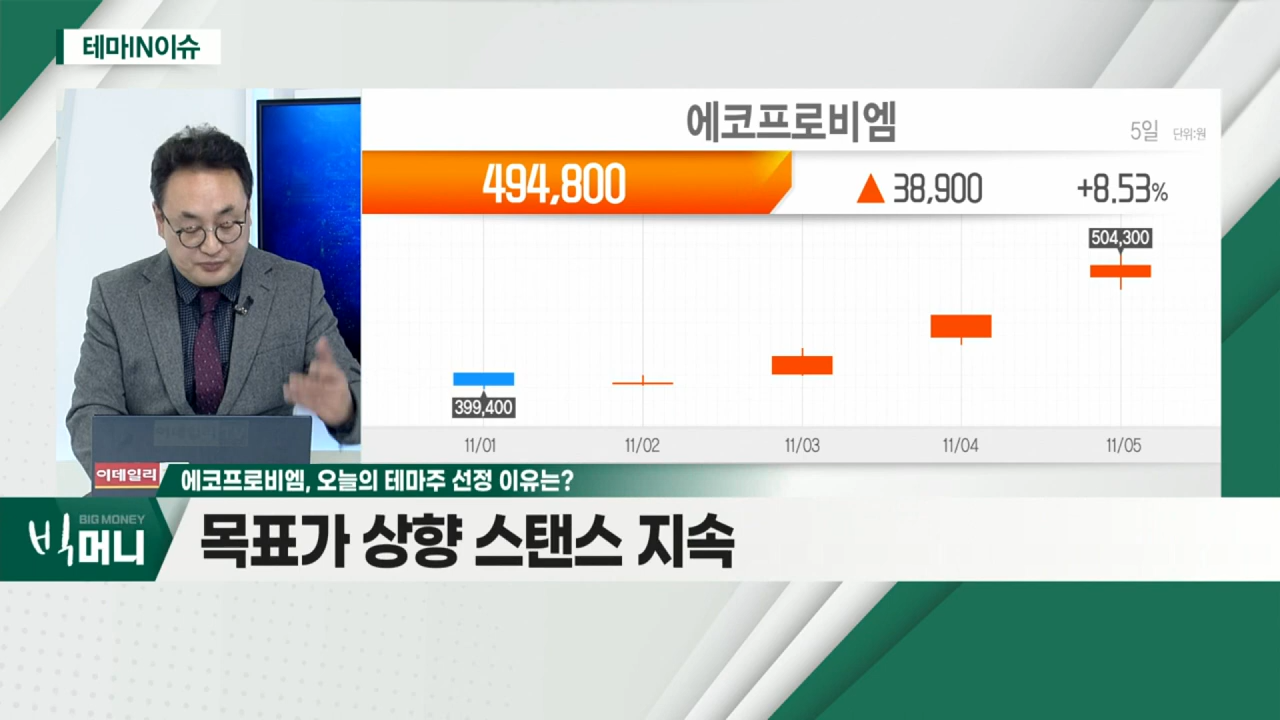 테마IN이슈
에코프로비엠
5일 단위:원
494,800 ▲ 38,900 +8.53%
504,300
399,400
11/01 11/02 11/03 11/04 11/05
이데일리
에코프로비엠, 오늘의 테마주 선정 이유는?
BIG MONEY
빅머니
목표가 상향 스탠스 지속